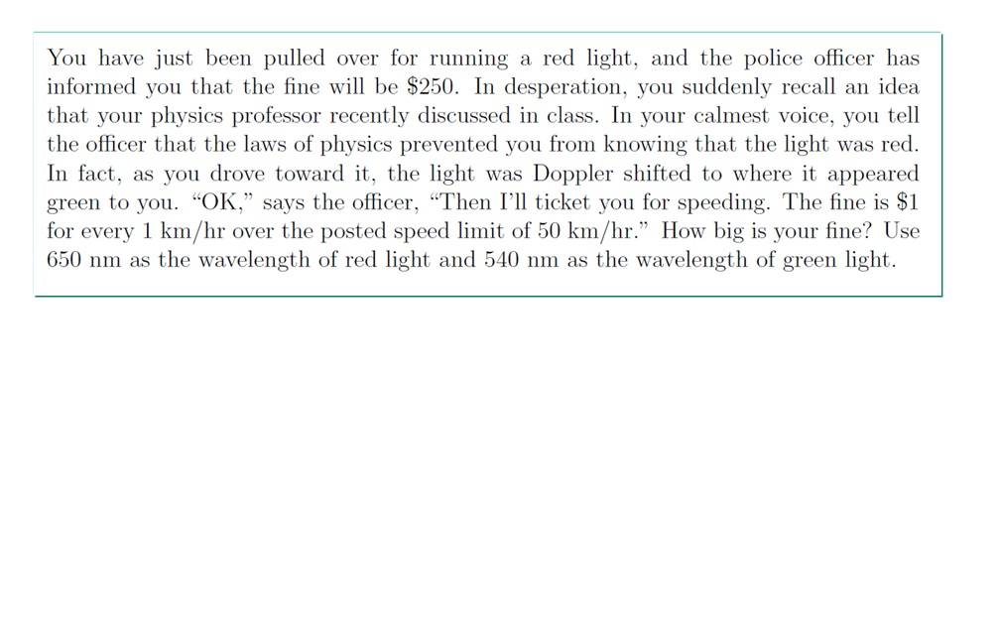 You have just been pulled over for running a red light, and the police officer has
informed you that the fine will be $250. In desperation, you suddenly recall an idea
that your physics professor recently discussed in class. In your calmest voice, you tell
the officer that the laws of physics prevented you from knowing that the light was red.
In fact, as you drove toward it, the light was Doppler shifted to where it appeared
green to you. “OK,” says the officer, “Then I’ll ticket you for speeding. The fine is $1
for every 1 km/hr over the posted speed limit of 50 km/hr.” How big is your fine? Use
650 nm as the wavelength of red light and 540 nm as the wavelength of green light.